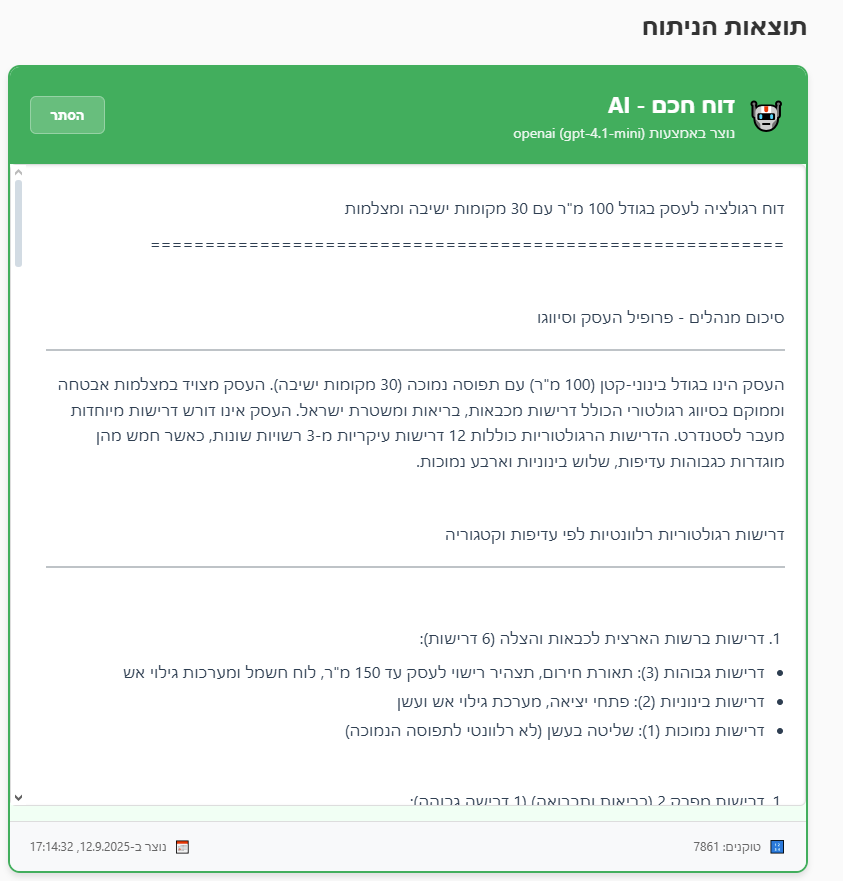 תוצאות הניתוח
דוח חכם - AI
נוצר באמצעות openai (gpt-4.1-mini)
הסתר
דוח רגולציה לעסק בגודל 100 מ"ר עם 30 מקומות ישיבה ומצלמות
=========================================================
סיכום מנהלים - פרופיל העסק וסיווגו
העסק הינו בגודל בינוני-קטן (100 מ"ר) עם תפוסה נמוכה (30 מקומות ישיבה). העסק מצויד במצלמות אבטחה
וממוקם בסיווג רגולטורי הכולל דרישות מכבאות, בריאות ומשטרת ישראל. העסק אינו דורש דרישות מיוחדות
מעבר לסטנדרט. הדרישות הרגולטוריות כוללות 12 דרישות עיקריות מ-3 רשויות שונות, כאשר חמש מהן
מוגדרות כגבוהות עדיפות, שלוש בינוניות וארבע נמוכות.
דרישות רגולטוריות רלוונטיות לפי עדיפות וקטגוריה
1. דרישות ברשות הארצית לכבאות והצלה (6 דרישות):
• דרישות גבוהות (3): תאורת חירום, תצהיר רישוי לעסק עד 150 מ"ר, לוח חשמל ומערכות גילוי אש
• דרישות בינוניות (2): פתחי יציאה, מערכת גילוי אש ועשן
• דרישות נמוכות (1): שליטה בעשן (לא רלוונטי לתפוסה הנמוכה)
1. דרישות מפרק 2 (בריאות ותברואה) (1 דרישה גבוהה):
טוקנים: 7861
נוצר ב-12.9.2025, 17:14:32